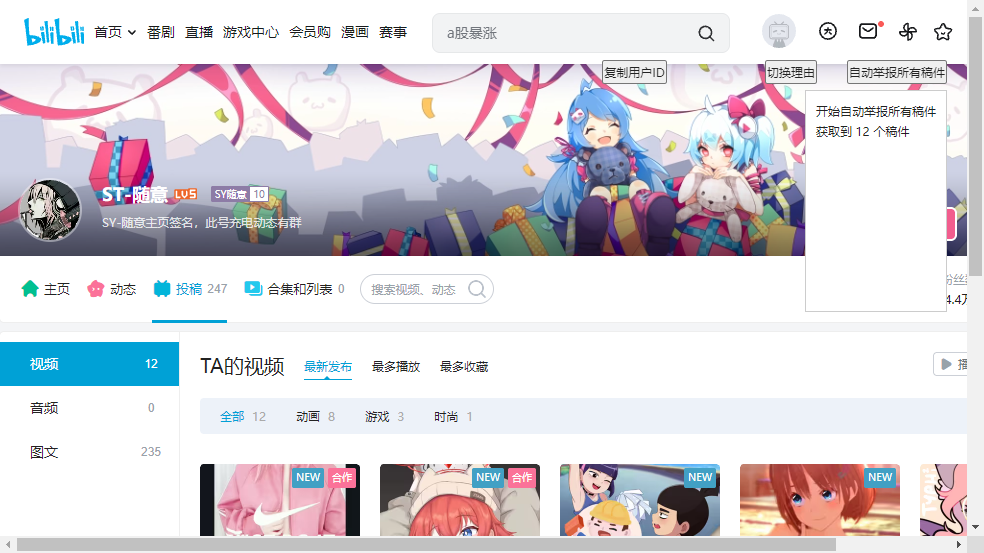 bilibili 首页 番剧 直播 游戏中心 会员购 漫画 赛事 a股暴涨
复制用户ID 切换理由 自动举报所有稿件
开始自动举报所有稿件
获取到 12 个稿件
ST-随意 LV5 SY随意 10
SY-随意主页签名，此号充电动态有群
主页 动态 投稿 247 合集和列表 0 搜索视频、动态
粉丝
4.4万
视频 12
音频 0
图文 235
TA的视频 最新发布 最多播放 最多收藏 播
全部 12 动画 8 游戏 3 时尚 1
NEW 合作 NEW 合作 NEW NEW